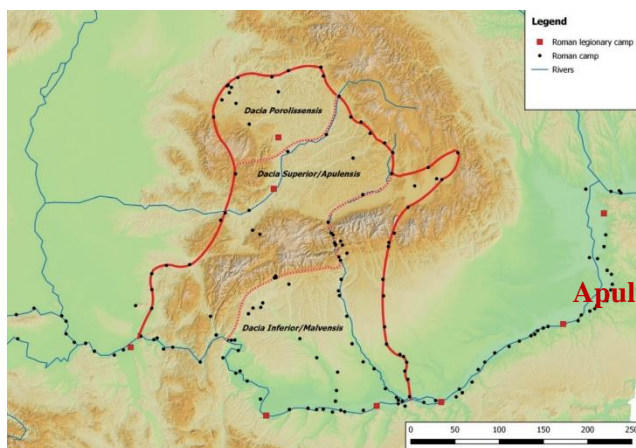 Legend
Roman legionary camp
Roman camp
Rivers
Dacia Porolissensis
Dacia Superior/Apulensis
Apul
Dacia Inferior/Malvensis
0 50 100 150 200 250